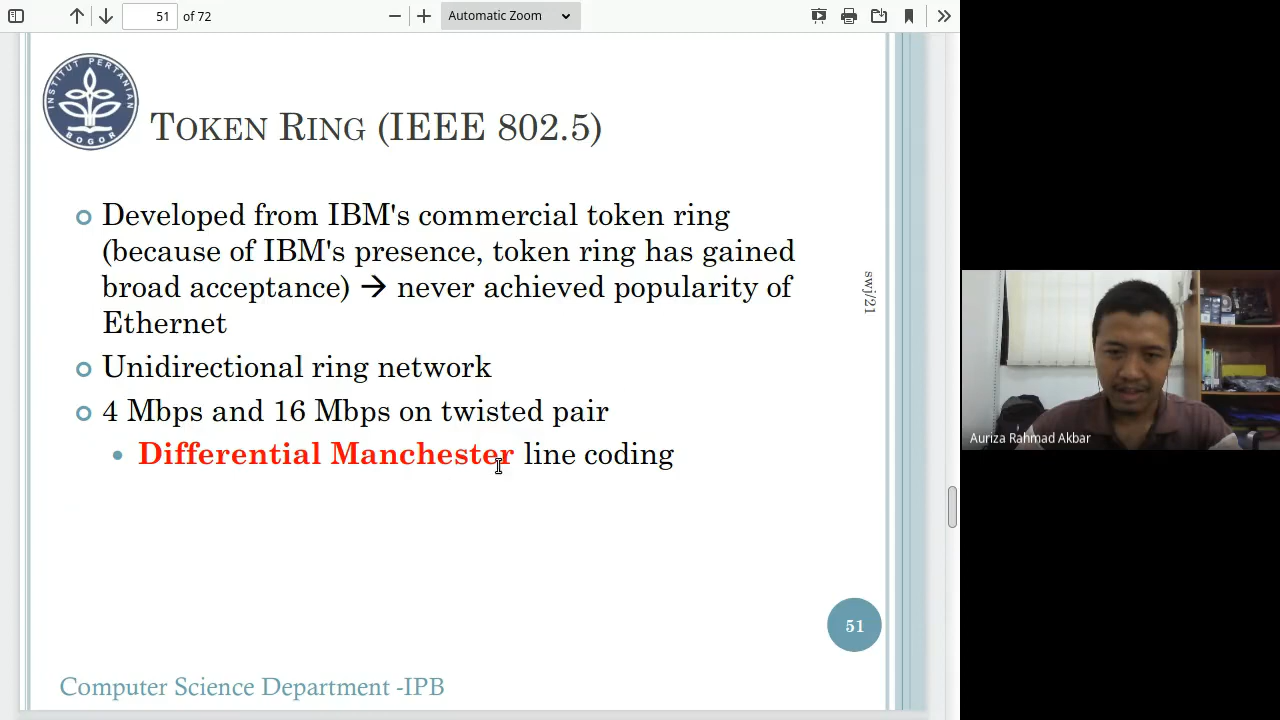 51 of 72 Automatic Zoom
INSTITUT PERTANIAN
BOGOR
TOKEN RING (IEEE 802.5)
Developed from IBM's commercial token ring
(because of IBM's presence, token ring has gained
broad acceptance) → never achieved popularity of
Ethernet
Unidirectional ring network
4 Mbps and 16 Mbps on twisted pair
Differential Manchester line coding
swj/21
51
Computer Science Department -IPB
Auriza Rahmad Akbar